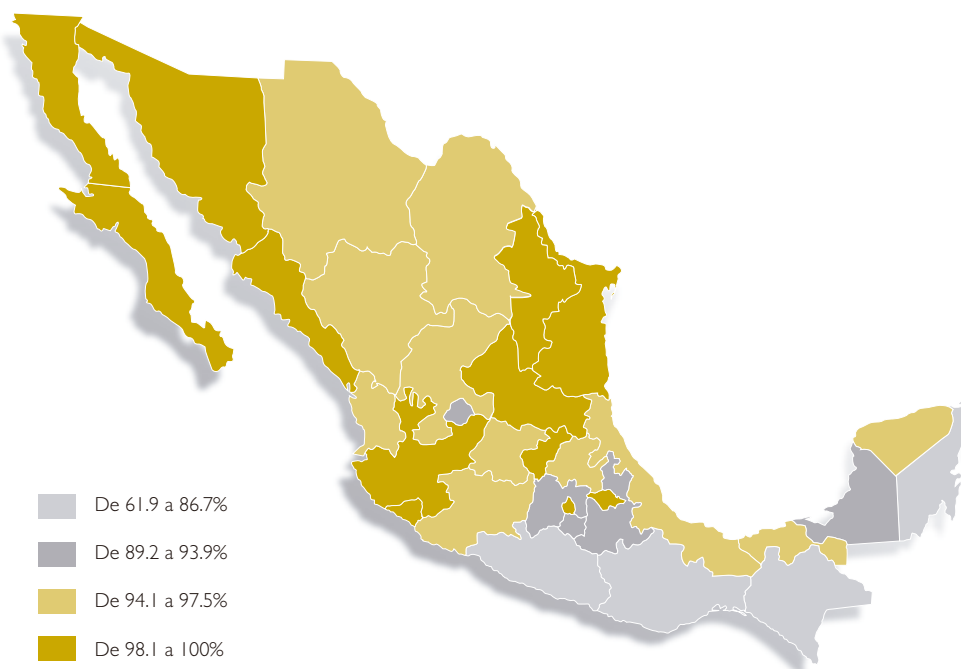 De 61.9 a 86.7%
De 89.2 a 93.9%
De 94.1 a 97.5%
De 98.1 a 100%